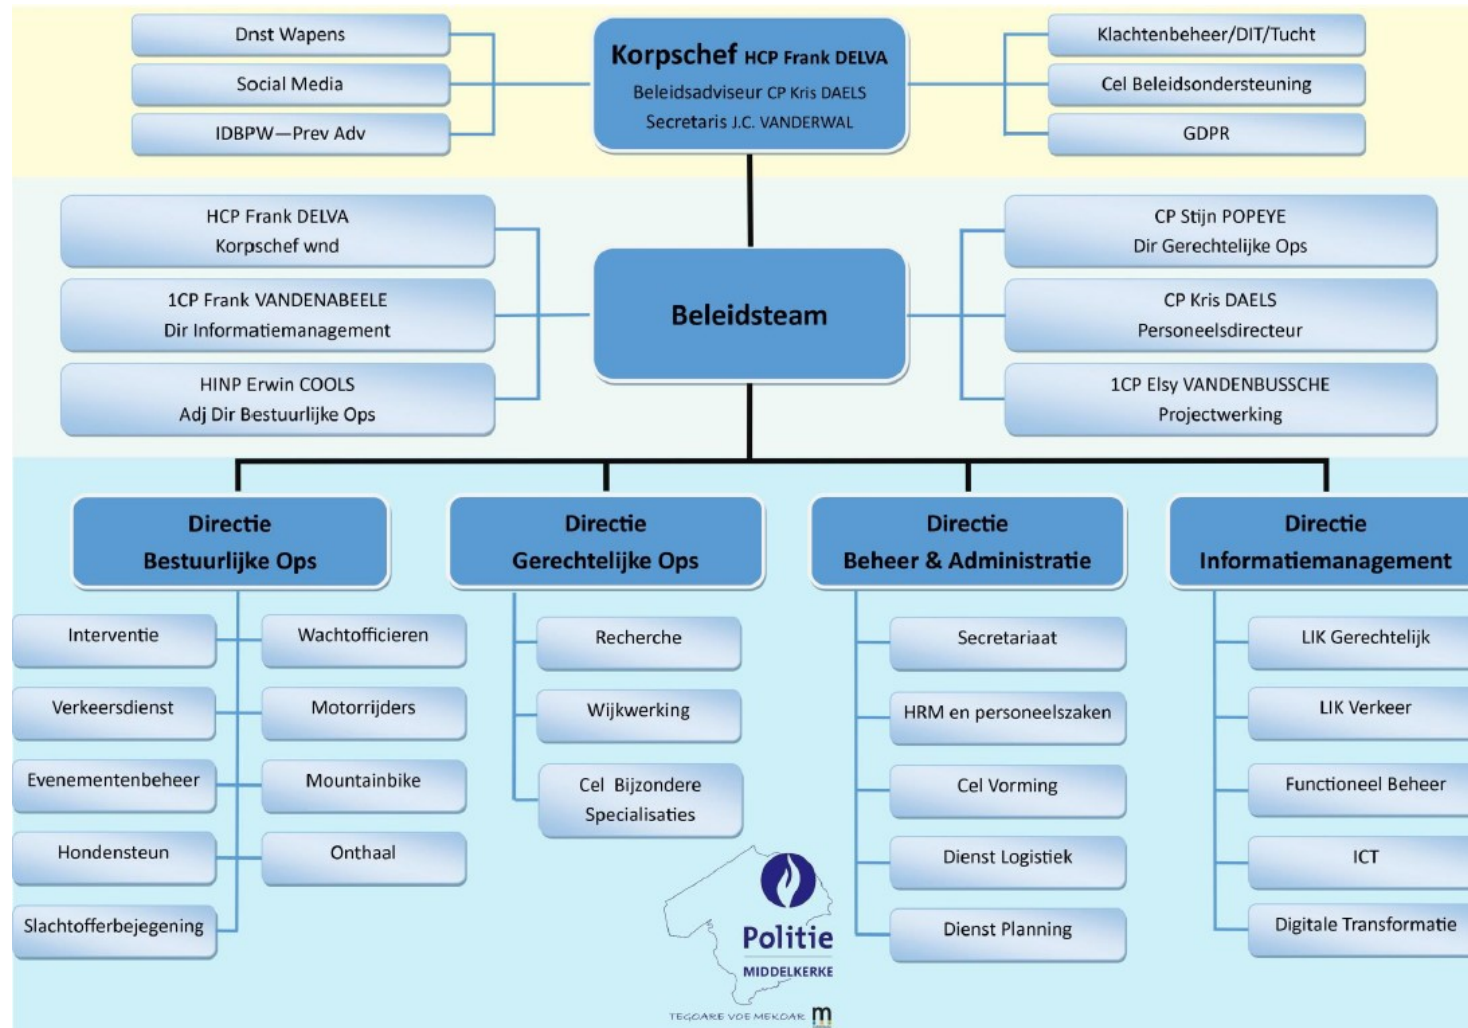 Dnst Wapens
Social Media
IDBPW—Prev Adv
Korpschef HCP Frank DELVA
Beleidsadviseur CP Kris DAELS
Secretaris J.C. VANDERWAL
Klachtenbeheer/DIT/Tucht
Cel Beleidsondersteuning
GDPR
HCP Frank DELVA
Korpschef wnd
1CP Frank VANDENABEELE
Dir Informatiemanagement
HINP Erwin COOLS
Adj Dir Bestuurlijke Ops
Beleidsteam
CP Stijn POPEYE
Dir Gerechtelijke Ops
CP Kris DAELS
Personeelsdirecteur
1CP Elsy VANDENBUSSCHE
Projectwerking
Directie
Bestuurlijke Ops
Interventie
Wachtofficieren
Verkeersdienst
Motorrijders
Evenementenbeheer
Mountainbike
Hondensteun
Onthaal
Slachtofferbejegening
Directie
Gerechtelijke Ops
Recherche
Wijkwerking
Cel Bijzondere
Specialisaties
Directie
Beheer & Administratie
Secretariaat
HRM en personeelszaken
Cel Vorming
Dienst Logistiek
Dienst Planning
Directie
Informatiemanagement
LIK Gerechtelijk
LIK Verkeer
Functioneel Beheer
ICT
Digitale Transformatie
Politie
MIDDELKERKE
TEGOARE VOE MEKOAR m